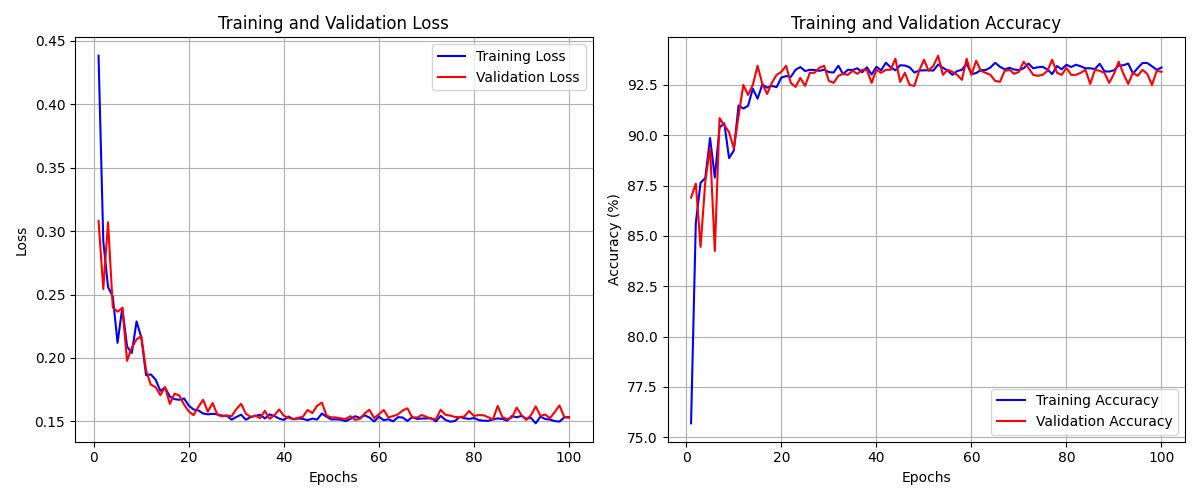 Training and Validation Loss
0.45
0.40
0.35
0.30
0.25
0.20
0.15
Loss
0
20
40
60
80
100
Epochs
Training Loss
Validation Loss
Training and Validation Accuracy
92.5
90.0
87.5
85.0
82.5
80.0
77.5
75.0
Accuracy (%)
0
20
40
60
80
100
Epochs
Training Accuracy
Validation Accuracy